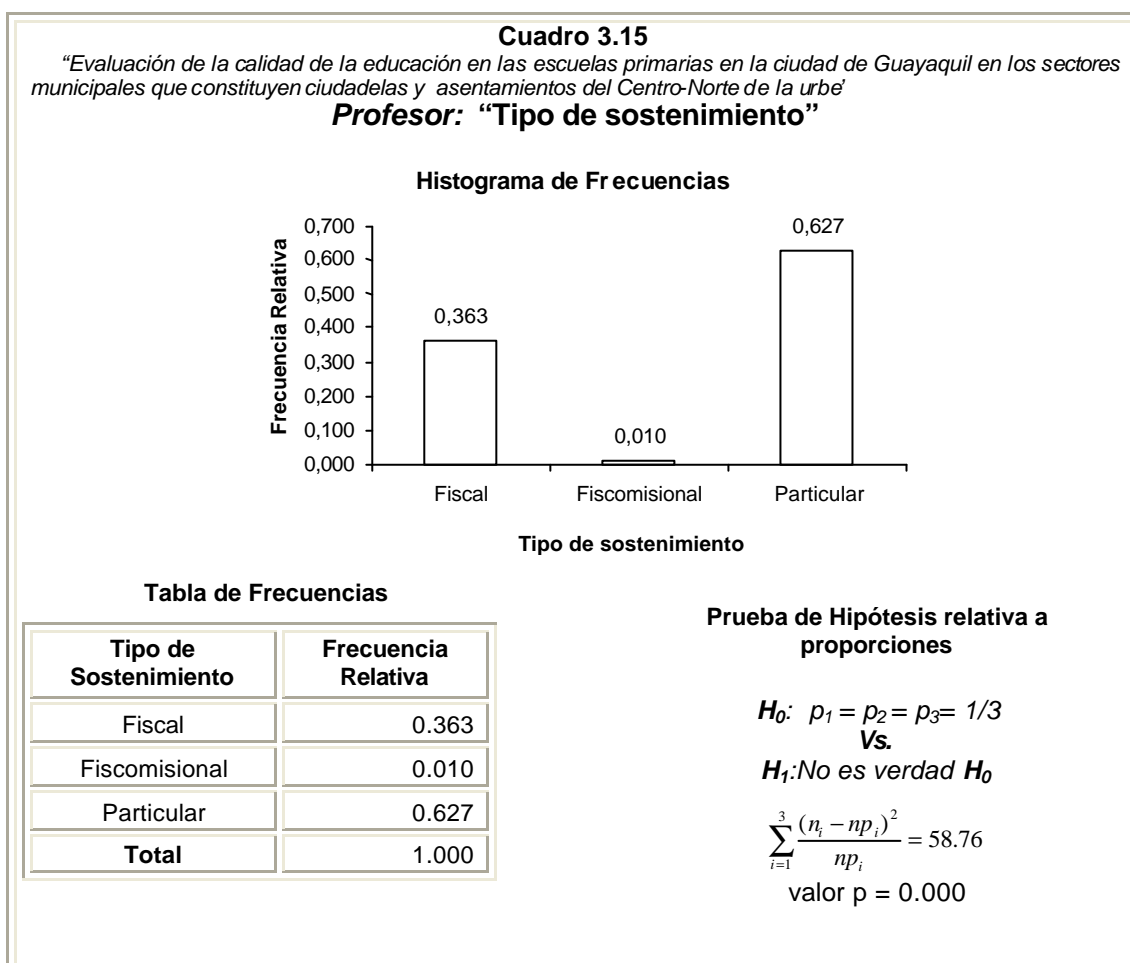 Cuadro 3.15
“Evaluación de la calidad de la educación en las escuelas primarias en la ciudad de Guayaquil en los sectores
municipales que constituyen ciudadelas y asentamientos del Centro-Norte de la urbe’
Profesor: “Tipo de sostenimiento”
Histograma de Frecuencias
Frecuencia Relativa
0,700
0,600
0,500
0,400
0,300
0,200
0,100
0,000
0,363
0,010
0,627
Fiscal Fiscomisional Particular
Tipo de sostenimiento
Tabla de Frecuencias
Tipo de
Sostenimiento
Frecuencia
Relativa
Fiscal 0.363
Fiscomisional 0.010
Particular 0.627
Total 1.000
Prueba de Hipótesis relativa a
proporciones
H₀: p₁ = p₂ = p₃= 1/3
Vs.
H₁:No es verdad H₀
∑_{i=1}^{3} (nᵢ − npᵢ)² / npᵢ = 58.76
valor p = 0.000